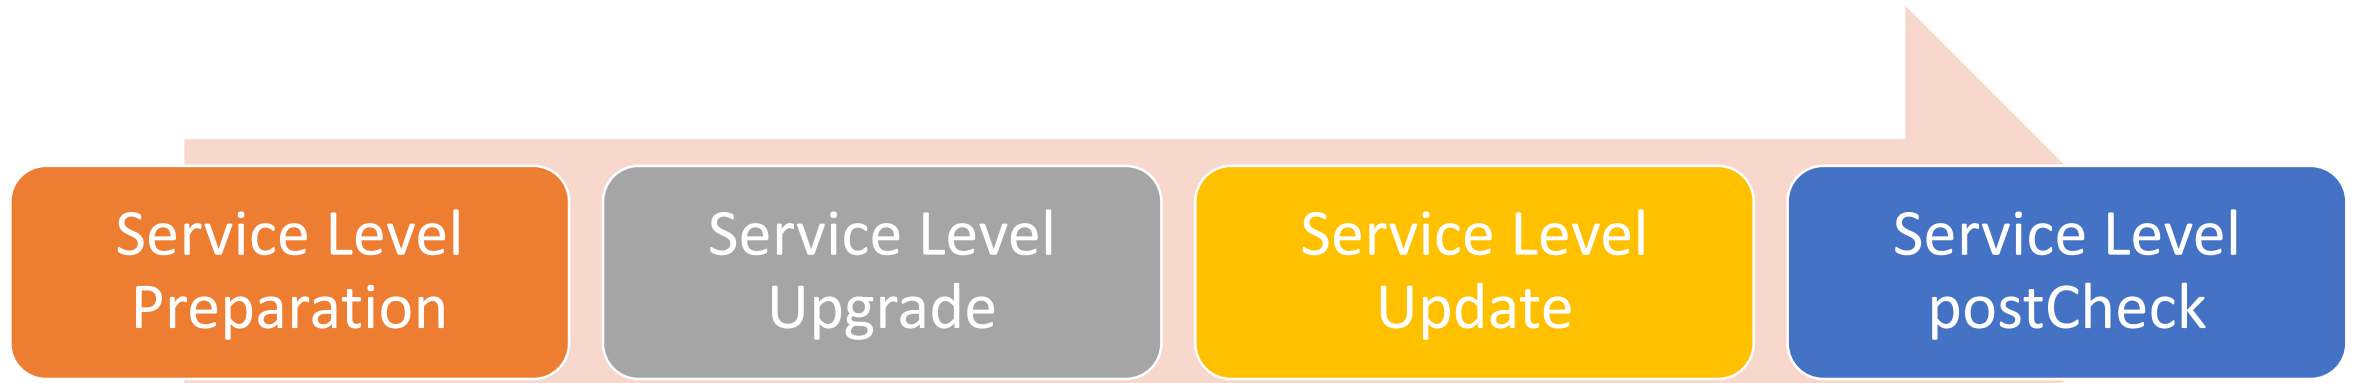 Service Level
Preparation
Service Level
Upgrade
Service Level
Update
Service Level
postCheck